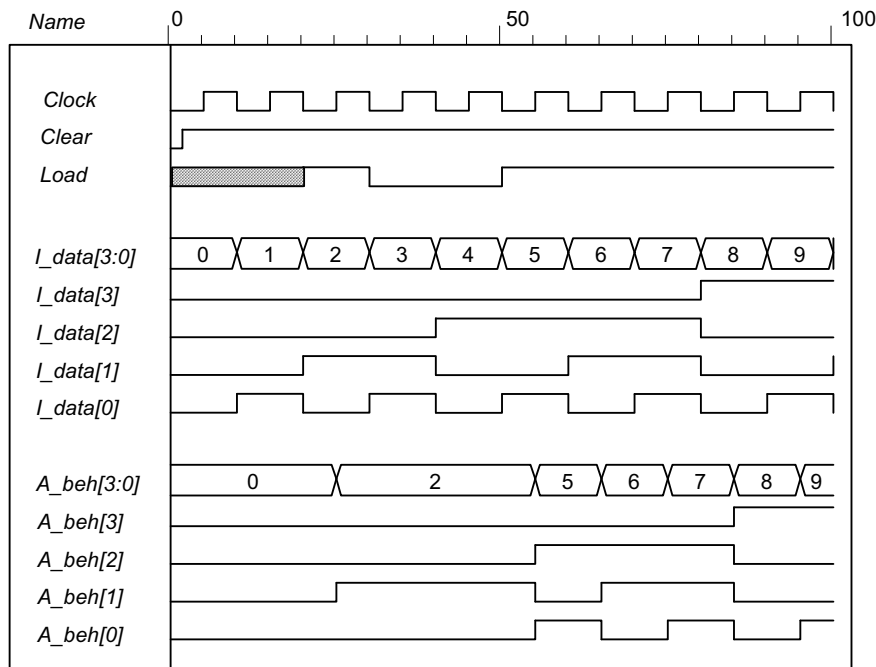 Name 0 50 100
Clock
Clear
Load
I_data[3:0] 0 1 2 3 4 5 6 7 8 9
I_data[3]
I_data[2]
I_data[1]
I_data[0]
A_beh[3:0] 0 2 5 6 7 8 9
A_beh[3]
A_beh[2]
A_beh[1]
A_beh[0]